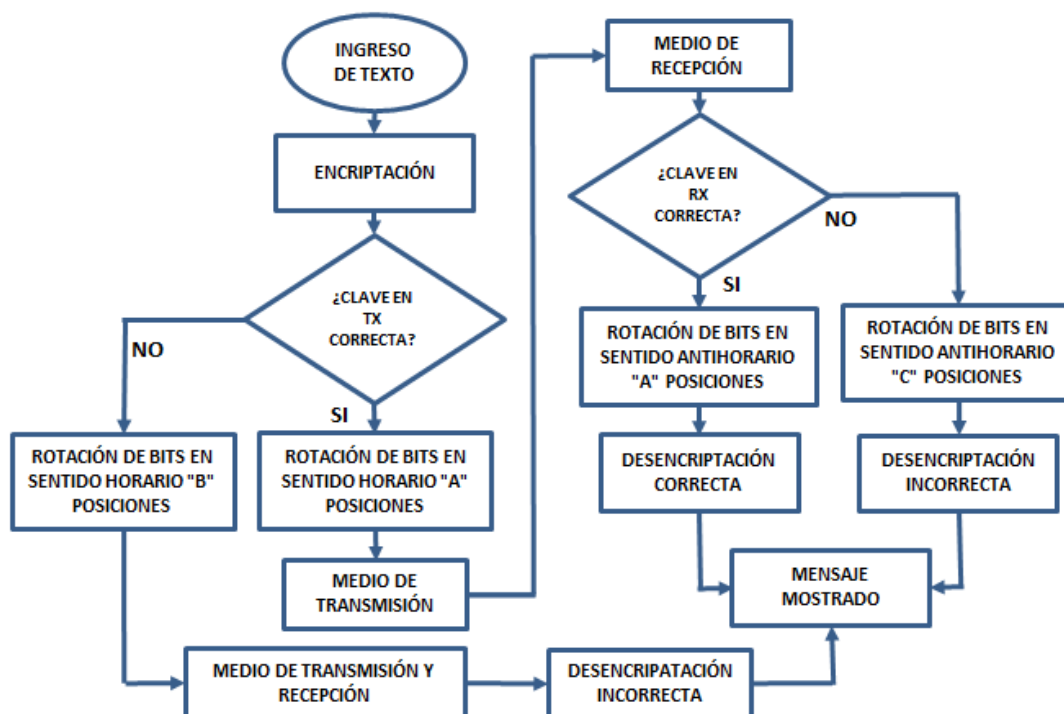 INGRESO
DE TEXTO
ENCRIPTACIÓN
¿CLAVE EN
TX
CORRECTA?
NO
SI
ROTACIÓN DE BITS EN
SENTIDO HORARIO "B"
POSICIONES
ROTACIÓN DE BITS EN
SENTIDO HORARIO "A"
POSICIONES
MEDIO DE
TRANSMISIÓN
MEDIO DE TRANSMISIÓN Y
RECEPCIÓN
DESENCRIPATACIÓN
INCORRECTA
MEDIO DE
RECEPCIÓN
¿CLAVE EN
RX
CORRECTA?
NO
SI
ROTACIÓN DE BITS EN
SENTIDO ANTIHORARIO
"A" POSICIONES
ROTACIÓN DE BITS EN
SENTIDO ANTIHORARIO
"C" POSICIONES
DESENCRIPTACIÓN
CORRECTA
DESENCRIPTACIÓN
INCORRECTA
MENSAJE
MOSTRADO